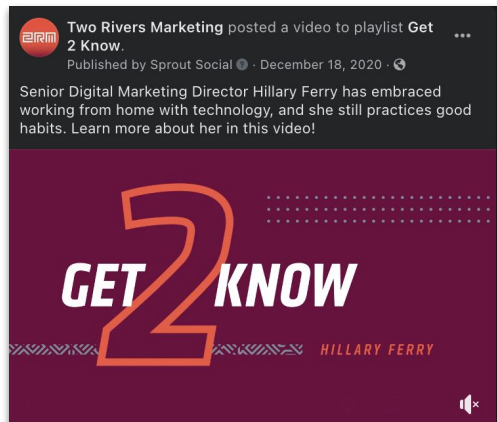 2RM
Two Rivers Marketing posted a video to playlist Get
2 Know.
Published by Sprout Social · December 18, 2020 ·
Senior Digital Marketing Director Hillary Ferry has embraced
working from home with technology, and she still practices good
habits. Learn more about her in this video!
GET 2 KNOW
HILLARY FERRY